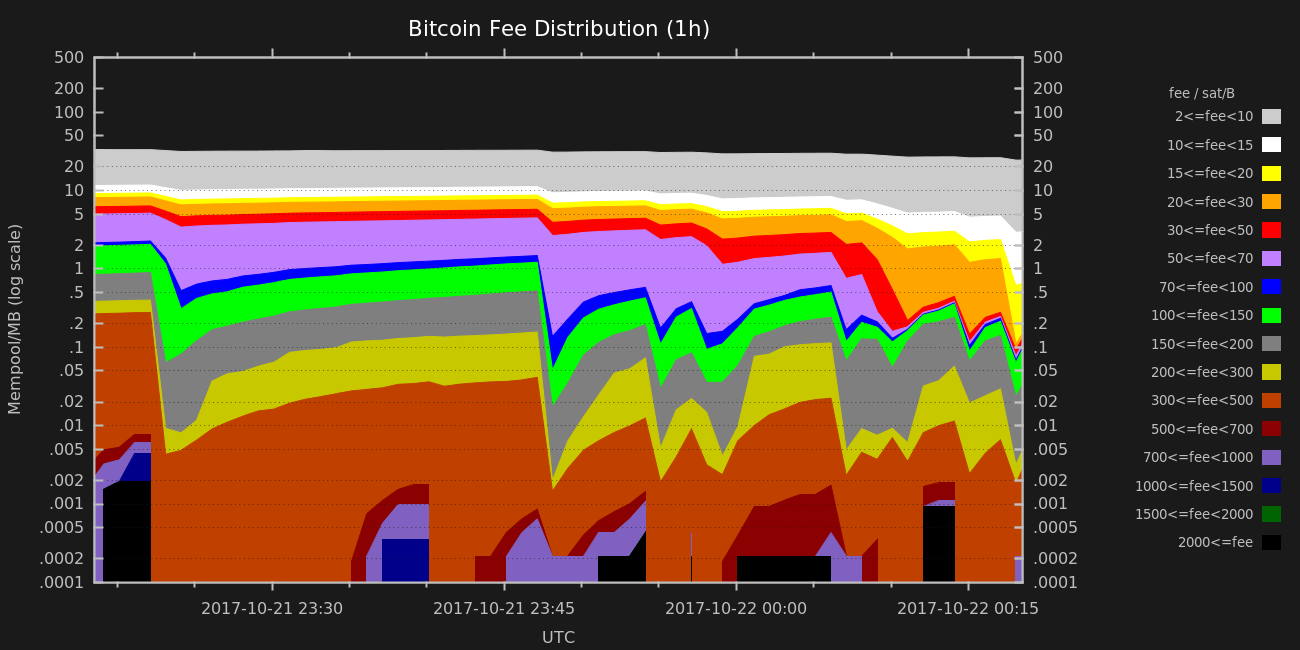 Bitcoin Fee Distribution (1h)
Mempool/MB (log scale)
500
200
100
50
20
10
5
2
1
.5
.2
.1
.05
.02
.01
.005
.002
.001
.0005
.0002
.0001
500
200
100
50
20
10
5
2
1
.5
.2
.1
.05
.02
.01
.005
.002
.001
.0005
.0002
.0001
2017-10-21 23:30 2017-10-21 23:45 2017-10-22 00:00 2017-10-22 00:15
UTC
fee / sat/B
2<=fee<10
10<=fee<15
15<=fee<20
20<=fee<30
30<=fee<50
50<=fee<70
70<=fee<100
100<=fee<150
150<=fee<200
200<=fee<300
300<=fee<500
500<=fee<700
700<=fee<1000
1000<=fee<1500
1500<=fee<2000
2000<=fee